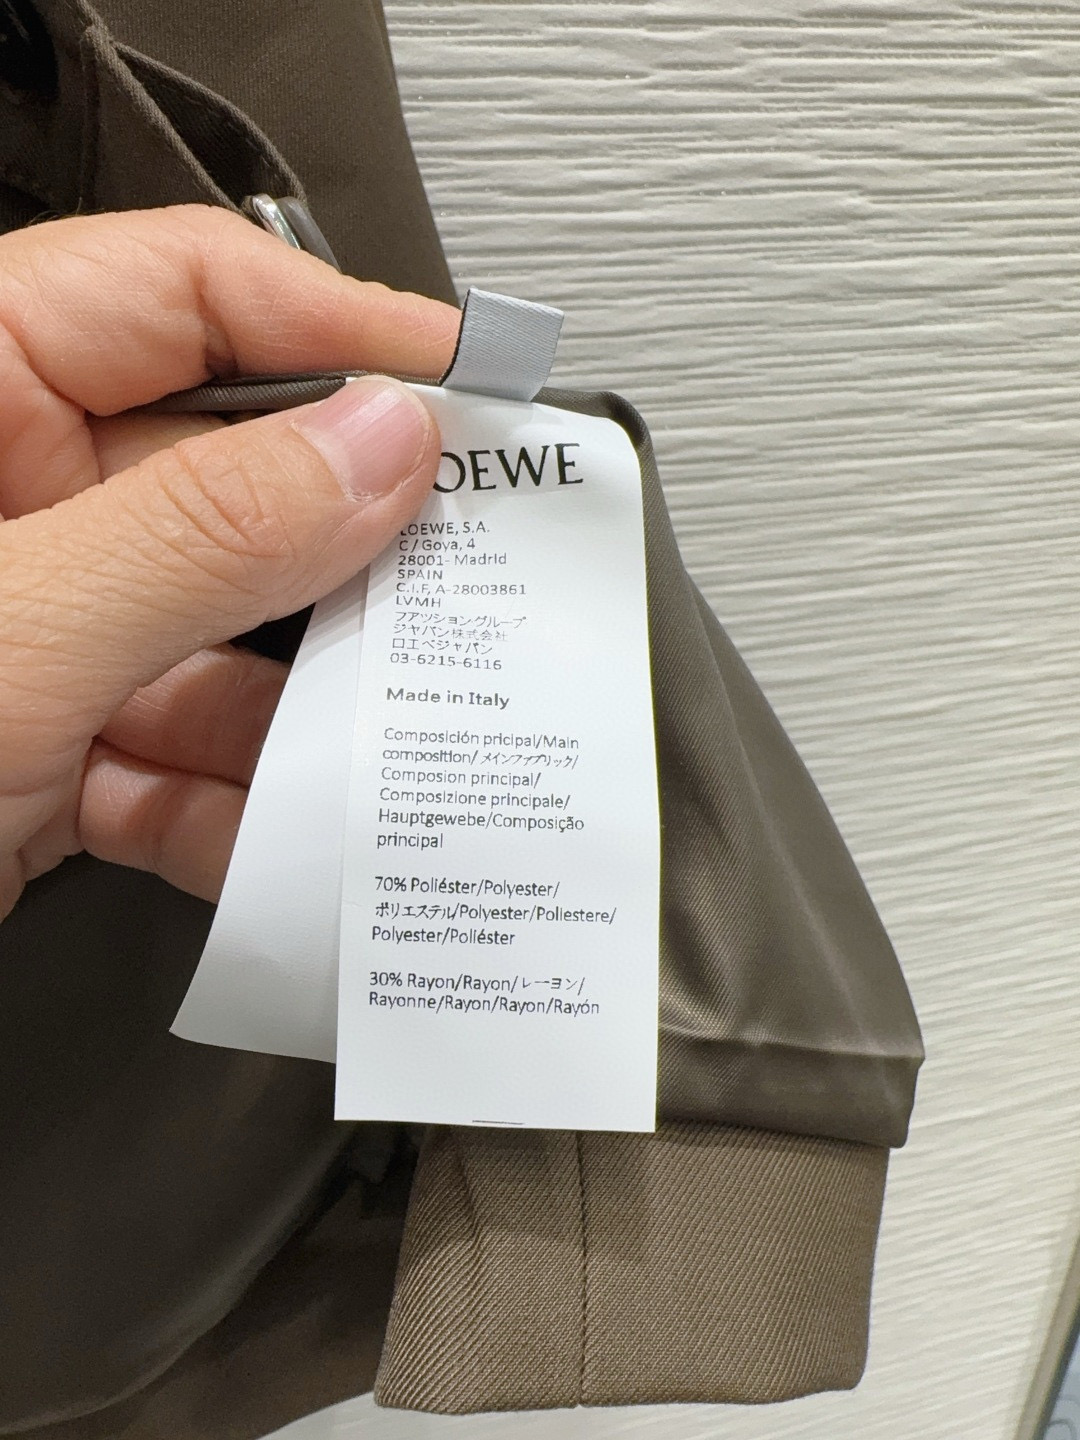 OEWE
LOEWE, S.A.
C / Goya, 4
28001- Madrid
SPAIN
C.I.F, A-28003861
LVMH
フアッショングループ
ジヤパン株式会社
ロエベジャパン
03-6215-6116
Made in Italy
Composición pricipal/Main
composition/ メインファブリック/
Composion principal/
Composizione principale/
Hauptgewebe/Composição
principal
70% Poliéster/Polyester/
ポリエステル/Polyester/Poliestere/
Polyester/Poliéster
30% Rayon/Rayon/レーヨン/
Rayonne/Rayon/Rayon/Rayón